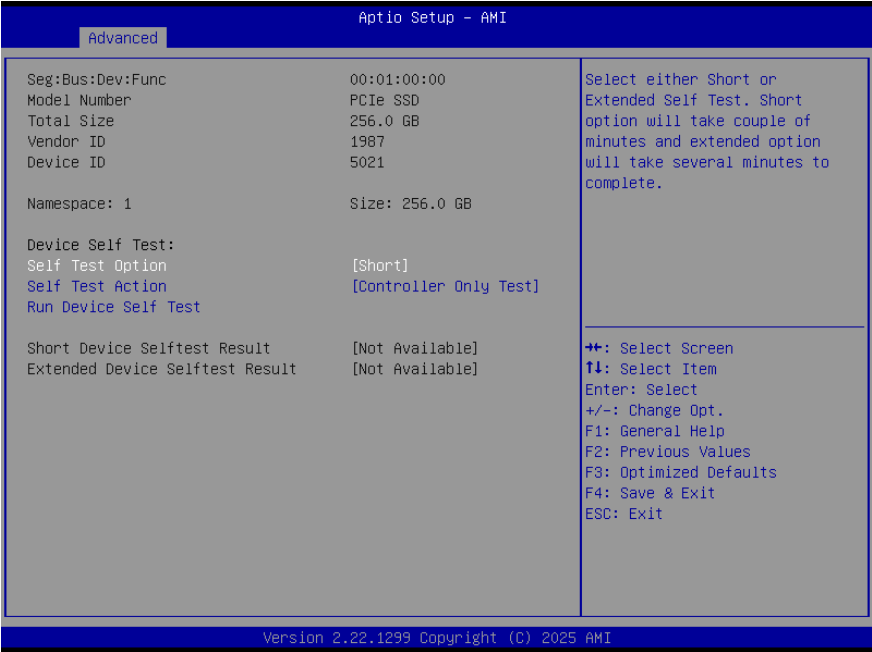 Aptio Setup - AMI
Advanced
Seg:Bus:Dev:Func 00:01:00:00
Model Number PCIe SSD
Total Size 256.0 GB
Vendor ID 1987
Device ID 5021
Namespace: 1 Size: 256.0 GB
Device Self Test:
Self Test Option [Short]
Self Test Action [Controller Only Test]
Run Device Self Test
Short Device Selftest Result [Not Available]
Extended Device Selftest Result [Not Available]
Select either Short or
Extended Self Test. Short
option will take couple of
minutes and extended option
will take several minutes to
complete.
→←: Select Screen
↑↓: Select Item
Enter: Select
+/-: Change Opt.
F1: General Help
F2: Previous Values
F3: Optimized Defaults
F4: Save & Exit
ESC: Exit
Version 2.22.1299 Copyright (C) 2025 AMI